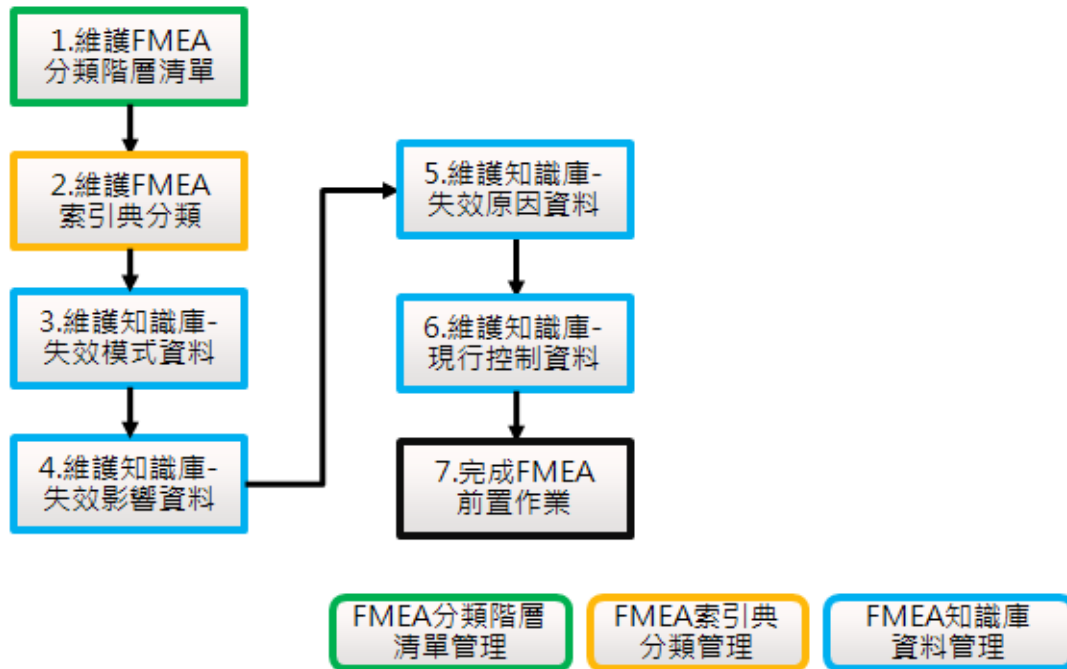 1.維護FMEA
分類階層清單
2.維護FMEA
索引典分類
3.維護知識庫-
失效模式資料
4.維護知識庫-
失效影響資料
5.維護知識庫-
失效原因資料
6.維護知識庫-
現行控制資料
7.完成FMEA
前置作業
FMEA分類階層
清單管理
FMEA索引典
分類管理
FMEA知識庫
資料管理